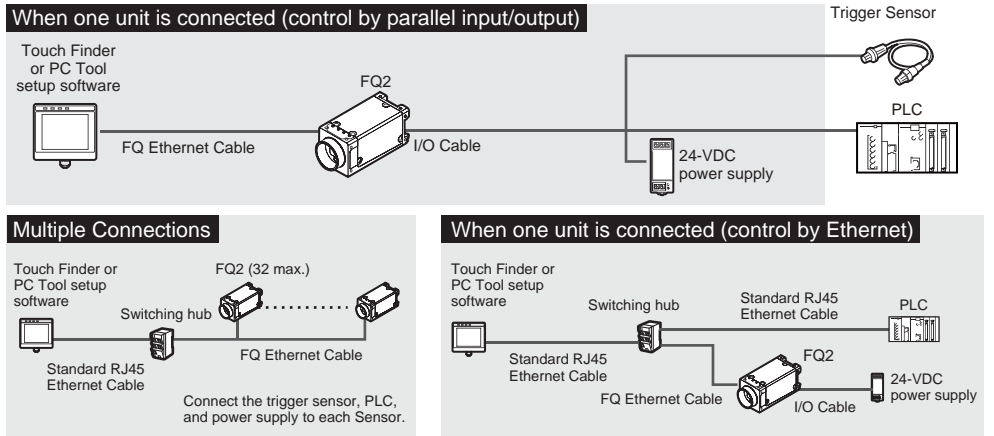 When one unit is connected (control by parallel input/output)
Trigger Sensor
Touch Finder
or PC Tool
setup software
FQ2
PLC
FQ Ethernet Cable
I/O Cable
24-VDC
power supply
Multiple Connections
Touch Finder or
PC Tool setup
software
FQ2 (32 max.)
Switching hub
FQ Ethernet Cable
Standard RJ45
Ethernet Cable
Connect the trigger sensor, PLC,
and power supply to each Sensor.
When one unit is connected (control by Ethernet)
Touch Finder or
PC Tool setup
software
Switching hub
Standard RJ45
Ethernet Cable
PLC
Standard RJ45
Ethernet Cable
FQ2
FQ Ethernet Cable
I/O Cable
24-VDC
power supply